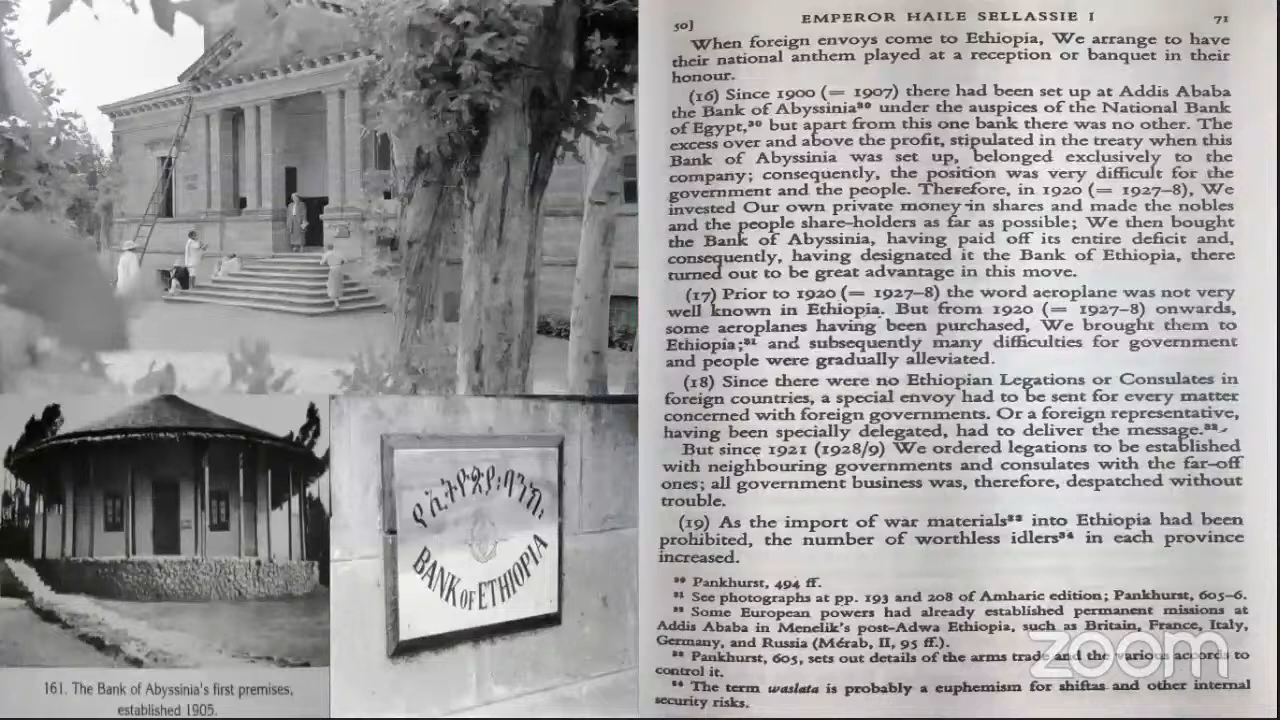 161. The Bank of Abyssinia's first premises,
established 1905.
የኢትዮጵያ፡ባንክ፡
BANK OF ETHIOPIA
50] EMPEROR HAILE SELLASSIE I 71
When foreign envoys come to Ethiopia, We arrange to have
their national anthem played at a reception or banquet in their
honour.
(16) Since 1900 (= 1907) there had been set up at Addis Ababa
the Bank of Abyssinia³⁰ under the auspices of the National Bank
of Egypt,³⁰ but apart from this one bank there was no other. The
excess over and above the profit, stipulated in the treaty when this
Bank of Abyssinia was set up, belonged exclusively to the
company; consequently, the position was very difficult for the
government and the people. Therefore, in 1920 (= 1927-8), We
invested Our own private money in shares and made the nobles
and the people share-holders as far as possible; We then bought
the Bank of Abyssinia, having paid off its entire deficit and,
consequently, having designated it the Bank of Ethiopia, there
turned out to be great advantage in this move.
(17) Prior to 1920 (= 1927-8) the word aeroplane was not very
well known in Ethiopia. But from 1920 (= 1927-8) onwards,
some aeroplanes having been purchased, We brought them to
Ethiopia;³¹ and subsequently many difficulties for government
and people were gradually alleviated.
(18) Since there were no Ethiopian Legations or Consulates in
foreign countries, a special envoy had to be sent for every matter
concerned with foreign governments. Or a foreign representative,
having been specially delegated, had to deliver the message.³²
But since 1921 (1928/9) We ordered legations to be established
with neighbouring governments and consulates with the far-off
ones; all government business was, therefore, despatched without
trouble.
(19) As the import of war materials³³ into Ethiopia had been
prohibited, the number of worthless idlers³⁴ in each province
increased.
³⁰ Pankhurst, 494 ff.
³¹ See photographs at pp. 193 and 208 of Amharic edition; Pankhurst, 605-6.
³² Some European powers had already established permanent missions at
Addis Ababa in Menelik's post-Adwa Ethiopia, such as Britain, France, Italy,
Germany, and Russia (Mérab, II, 95 ff.).
³³ Pankhurst, 605, sets out details of the arms trade and the various accords to
control it.
³⁴ The term waslata is probably a euphemism for shiftas and other internal
security risks.
zoom